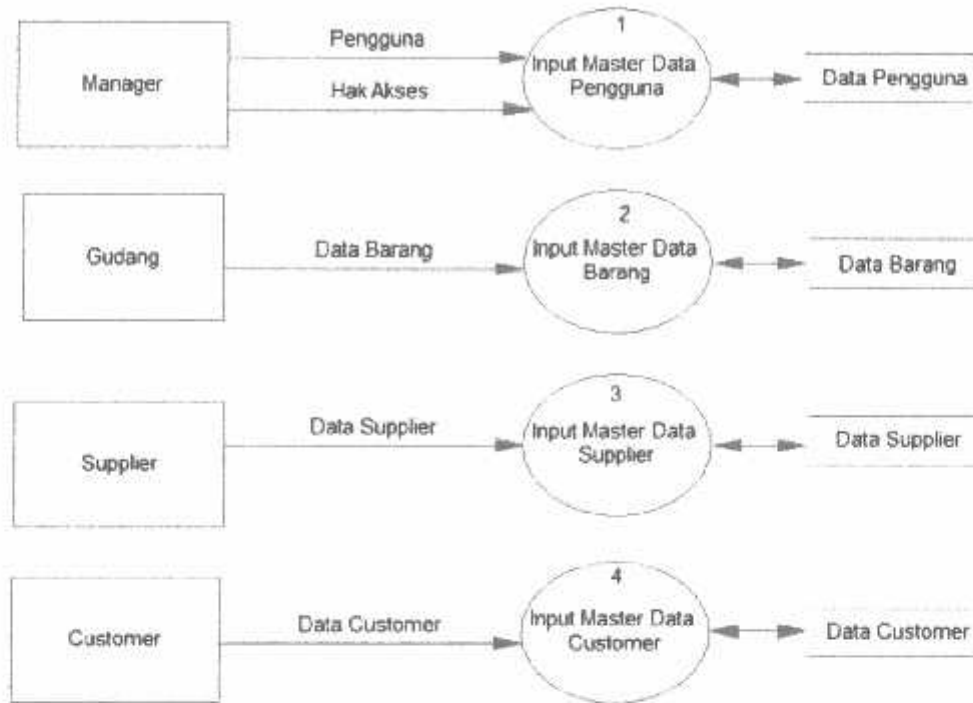 Manager
Pengguna
Hak Akses
1
Input Master Data
Pengguna
Data Pengguna
Gudang
Data Barang
2
Input Master Data
Barang
Data Barang
Supplier
Data Supplier
3
Input Master Data
Supplier
Data Supplier
Customer
Data Customer
4
Input Master Data
Customer
Data Customer